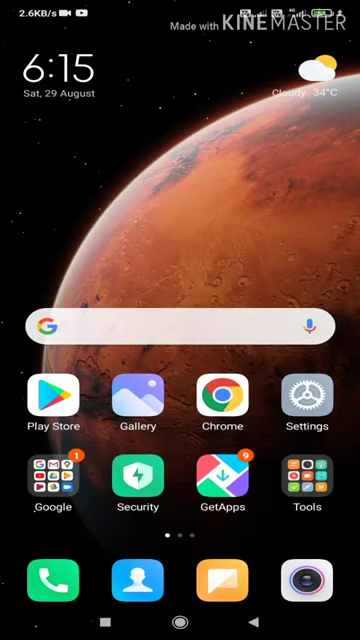 2.6KB/s
Made with KINEMASTER
6:15
Sat, 29 August
Cloudy 34°C
Play Store
Gallery
Chrome
Settings
1
9
Google
Security
GetApps
Tools